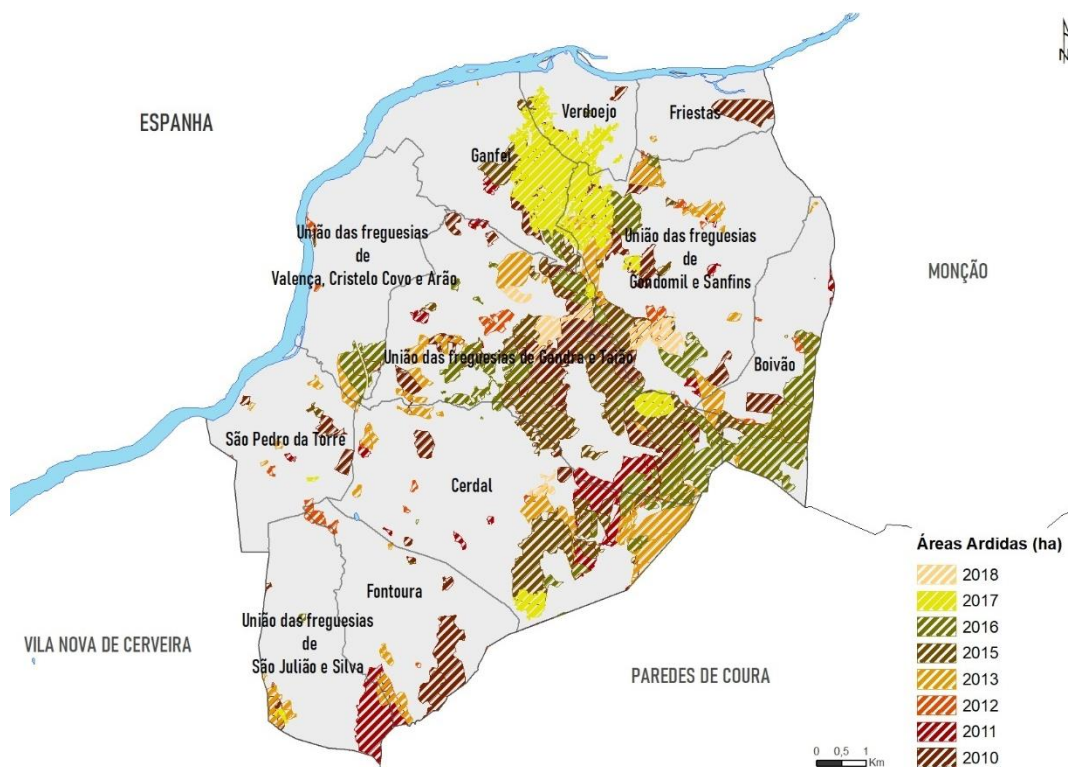 N
ESPANHA
Verdoejo
Friestas
Ganfei
União das freguesias
de
Valença, Cristelo Covo e Arão
União das freguesias
de
Gondomil e Sanfins
MONÇÃO
União das freguesias de Gandra e Taião
Boivão
São Pedro da Torre
Cerdal
Fontoura
União das freguesias
de
São Julião e Silva
VILA NOVA DE CERVEIRA
PAREDES DE COURA
Áreas Ardidas (ha)
2018
2017
2016
2015
2013
2012
2011
2010
0 0,5 1
Km